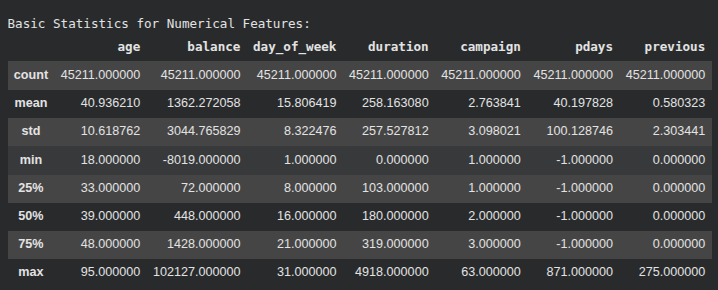 Basic Statistics for Numerical Features:
age balance day_of_week duration campaign pdays previous
count 45211.000000 45211.000000 45211.000000 45211.000000 45211.000000 45211.000000 45211.000000
mean 40.936210 1362.272058 15.806419 258.163080 2.763841 40.197828 0.580323
std 10.618762 3044.765829 8.322476 257.527812 3.098021 100.128746 2.303441
min 18.000000 -8019.000000 1.000000 0.000000 1.000000 -1.000000 0.000000
25% 33.000000 72.000000 8.000000 103.000000 1.000000 -1.000000 0.000000
50% 39.000000 448.000000 16.000000 180.000000 2.000000 -1.000000 0.000000
75% 48.000000 1428.000000 21.000000 319.000000 3.000000 -1.000000 0.000000
max 95.000000 102127.000000 31.000000 4918.000000 63.000000 871.000000 275.000000